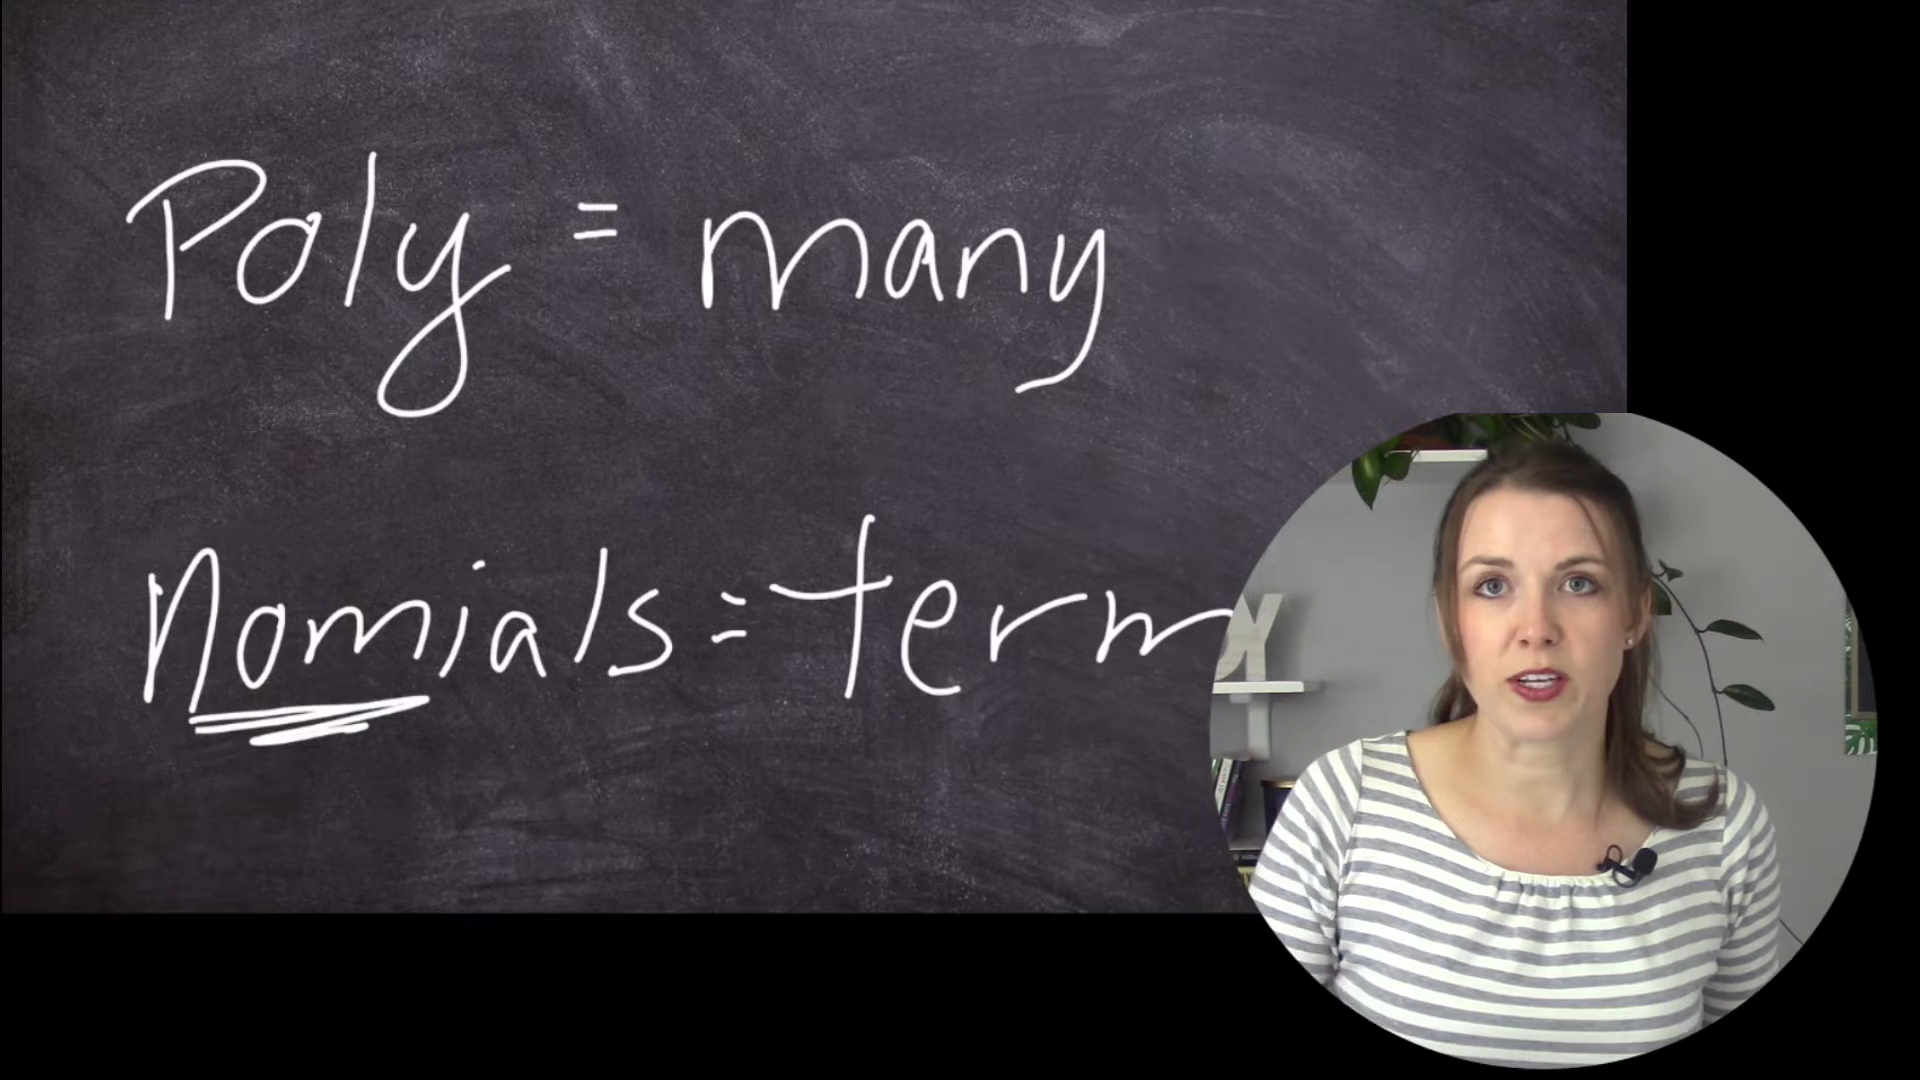 Poly = many
nomials = term